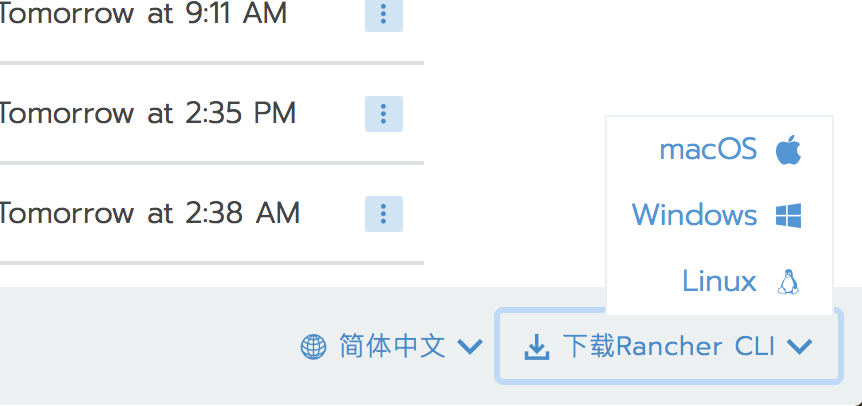 Tomorrow at 9:11 AM
Tomorrow at 2:35 PM
Tomorrow at 2:38 AM
macOS
Windows
Linux
简体中文
下载Rancher CLI